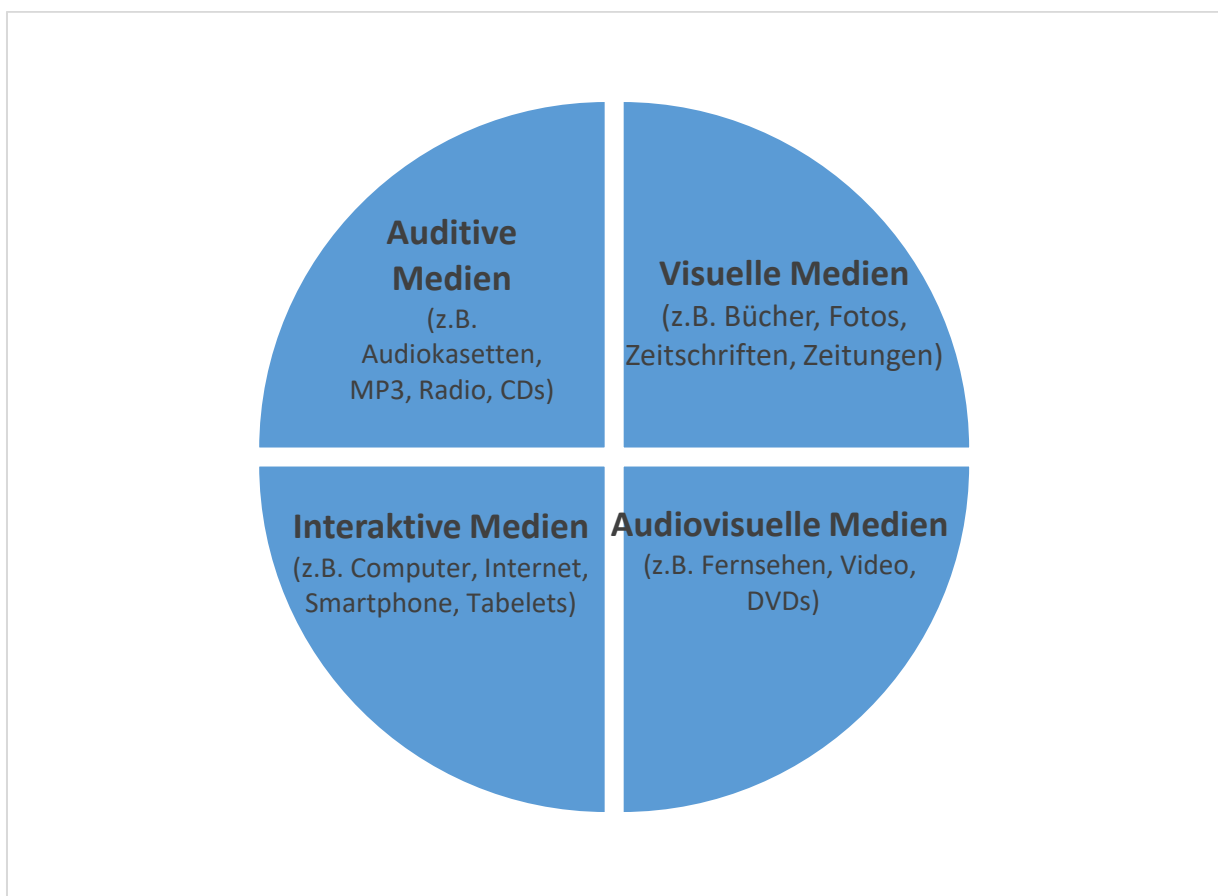 Auditive
Medien
(z.B.
Audiokasetten,
MP3, Radio, CDs)
Visuelle Medien
(z.B. Bücher, Fotos,
Zeitschriften, Zeitungen)
Interaktive Medien
(z.B. Computer, Internet,
Smartphone, Tabelets)
Audiovisuelle Medien
(z.B. Fernsehen, Video,
DVDs)